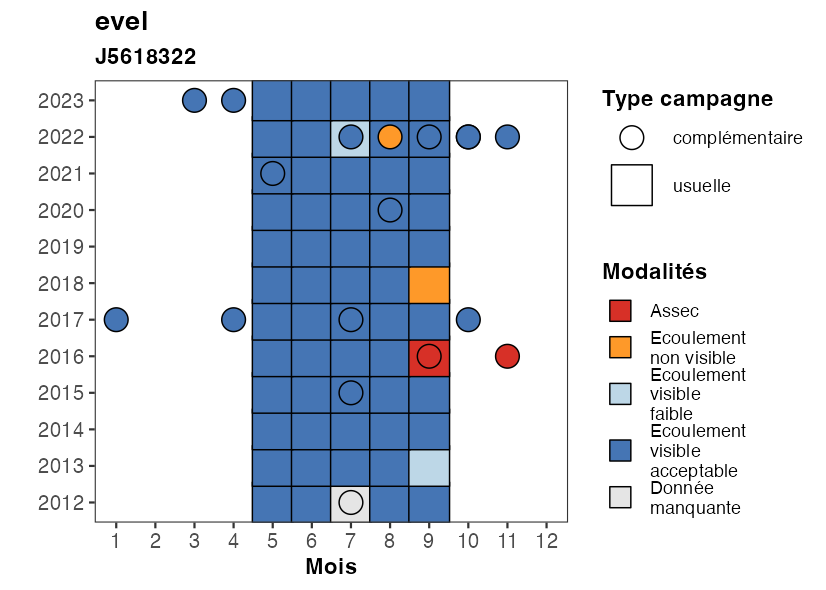 evel
J5618322
2023
2022
2021
2020
2019
2018
2017
2016
2015
2014
2013
2012
1 2 3 4 5 6 7 8 9 10 11 12
Mois
Type campagne
complémentaire
usuelle
Modalités
Assec
Ecoulement
non visible
Ecoulement
visible
faible
Ecoulement
visible
acceptable
Donnée
manquante